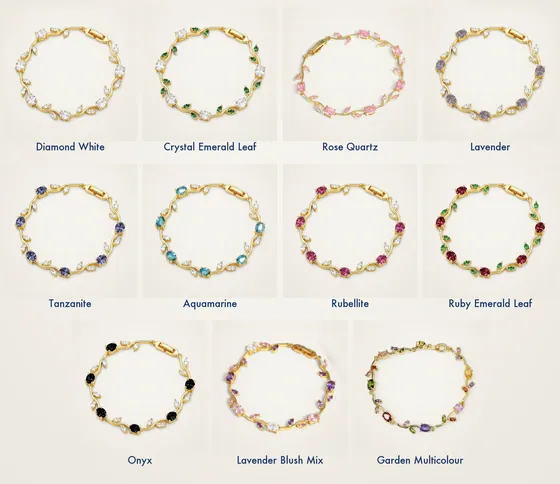 Diamond White
Crystal Emerald Leaf
Rose Quartz
Lavender
Tanzanite
Aquamarine
Rubellite
Ruby Emerald Leaf
Onyx
Lavender Blush Mix
Garden Multicolour